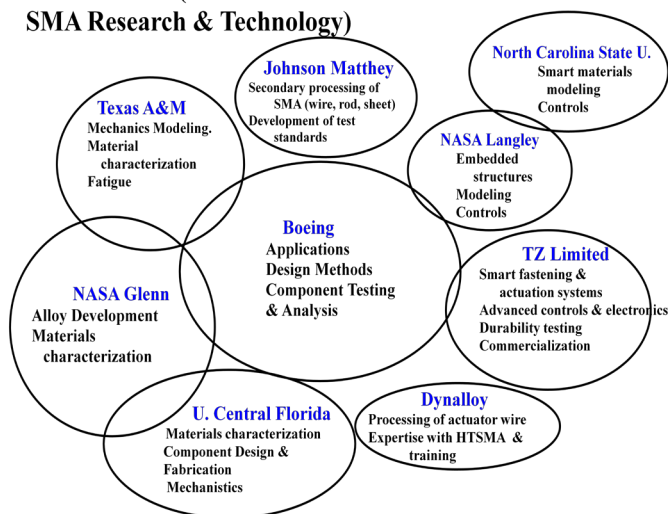 SMA Research & Technology)
Johnson Matthey
Secondary processing of
SMA (wire, rod, sheet)
Development of test
standards
North Carolina State U.
Smart materials
modeling
Controls
Texas A&M
Mechanics Modeling.
Material
characterization
Fatigue
NASA Langley
Embedded
structures
Modeling
Controls
Boeing
Applications
Design Methods
Component Testing
& Analysis
TZ Limited
Smart fastening &
actuation systems
Advanced controls & electronics
Durability testing
Commercialization
NASA Glenn
Alloy Development
Materials
characterization
U. Central Florida
Materials characterization
Component Design &
Fabrication
Mechanistics
Dynalloy
Processing of actuator wire
Expertise with HTSMA &
training